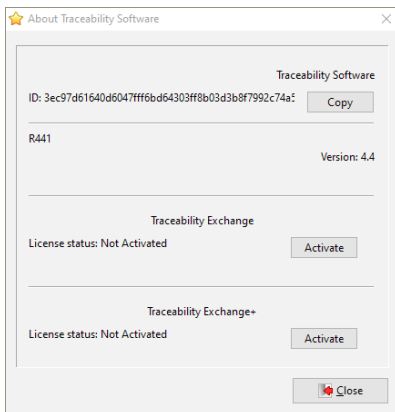 About Traceability Software
Traceability Software
ID: 3ec97d61640d6047fff6bd64303ff8b03d3b8f7992c74a5
Copy
R441
Version: 4.4
Traceability Exchange
License status: Not Activated
Activate
Traceability Exchange+
License status: Not Activated
Activate
Close